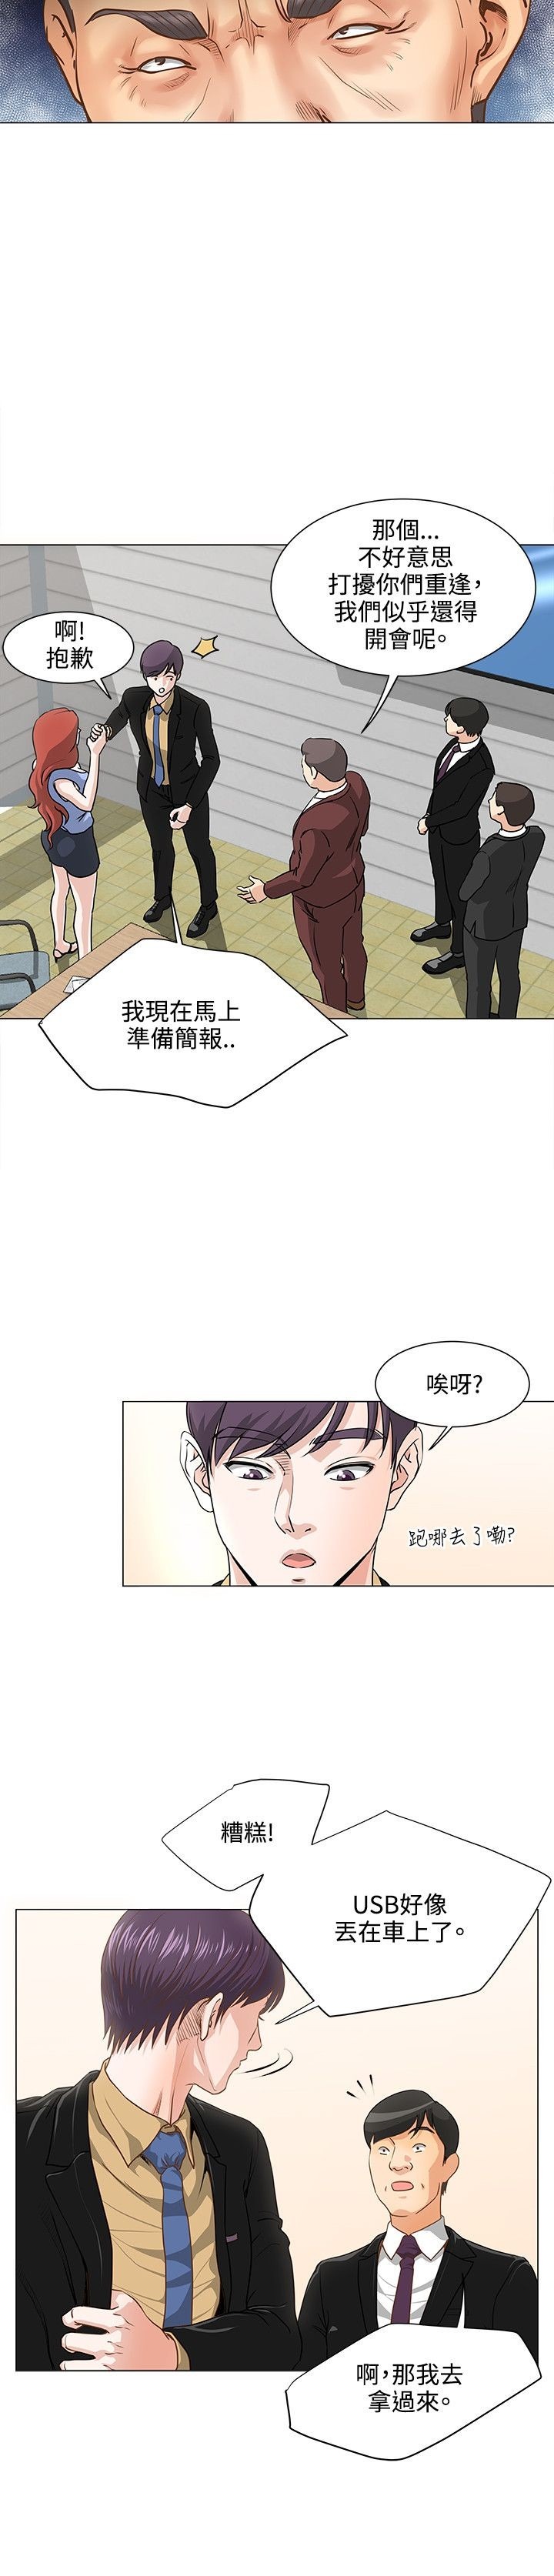 那個...
不好意思
打擾你們重逢，
我們似乎還得
開會呢。
啊!
抱歉
我現在馬上
準備簡報..
唉呀?
跑哪去了嘞?
糟糕!
USB好像
丟在車上了。
啊，那我去
拿過來。